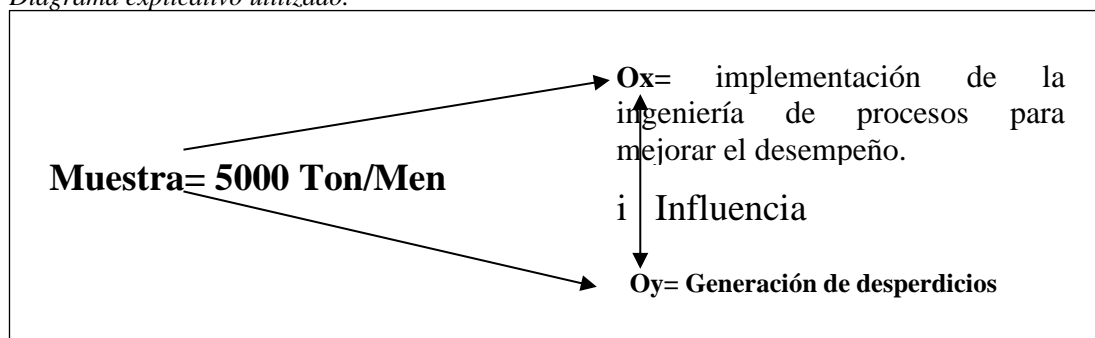 Diagrama explicativo utilizado.
Ox= implementación de la
ingeniería de procesos para
mejorar el desempeño.
Muestra= 5000 Ton/Men
i Influencia
Oy= Generación de desperdicios